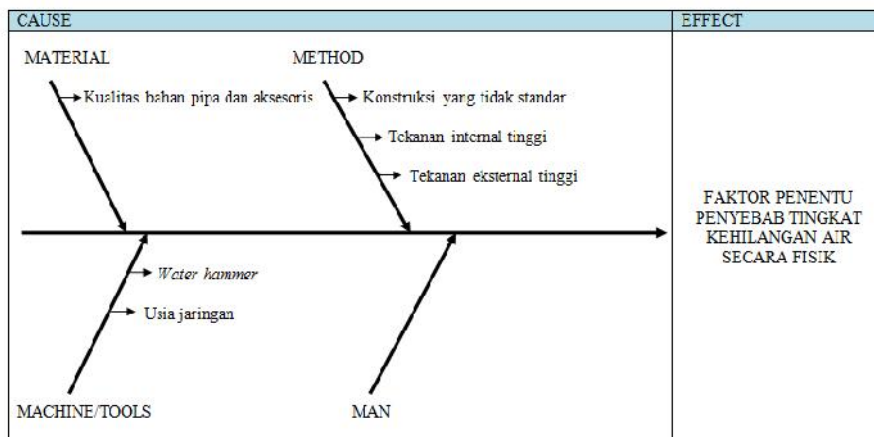 CAUSE
EFFECT
MATERIAL
METHOD
Kualitas bahan pipa dan aksesoris
Konstruksi yang tidak standar
Tekanan internal tinggi
Tekanan eksternal tinggi
FAKTOR PENENTU
PENYEBAB TINGKAT
KEHILANGAN AIR
SECARA FISIK
Water hammer
Usia jaringan
MACHINE/TOOLS
MAN